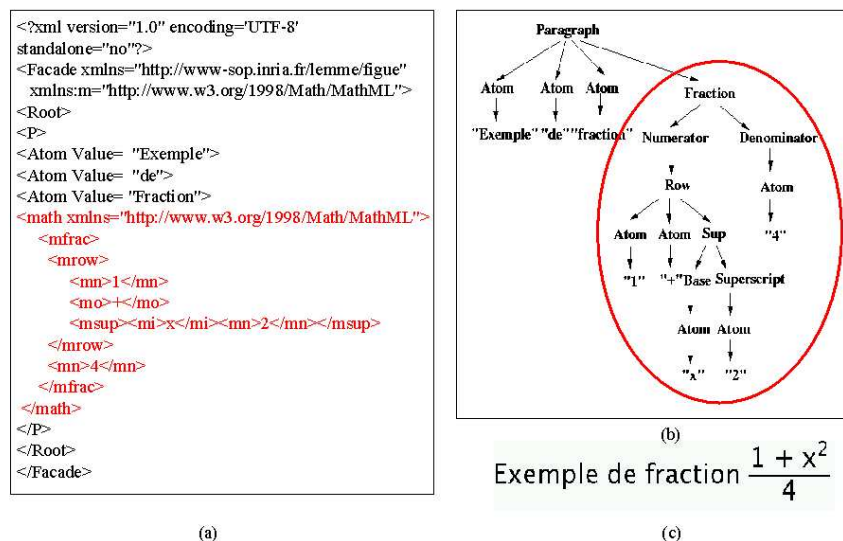 <?xml version="1.0" encoding='UTF-8'
standalone="no"?>
<Facade xmlns="http://www-sop.inria.fr/lemme/figue"
xmlns:m="http://www.w3.org/1998/Math/MathML">
<Root>
<P>
<Atom Value= "Exemple">
<Atom Value= "de">
<Atom Value= "Fraction">
<math xmlns="http://www.w3.org/1998/Math/MathML">
<mfrac>
<mrow>
<mn>1</mn>
<mo>+</mo>
<msup><mi>x</mi><mn>2</mn></msup>
</mrow>
<mn>4</mn>
</mfrac>
</math>
</P>
</Root>
</Facade>
(a)
Paragraph
Atom Atom Atom Fraction
"Exemple" "de" "fraction" Numerator Denominator
Row Atom
Atom Atom Sup "4"
"1" "+" Base Superscript
Atom Atom
"x" "2"
(b)
Exemple de fraction 1 + x²
4
(c)